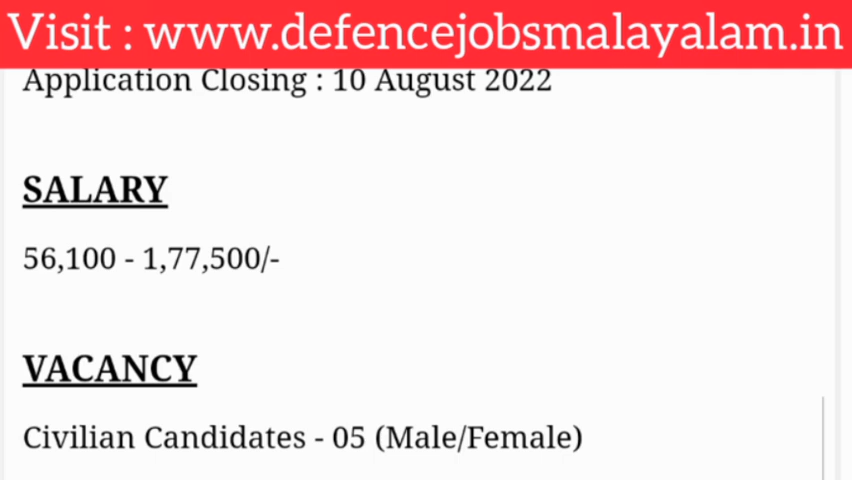 Visit : www.defencejobsmalayalam.in
Application Closing : 10 August 2022
SALARY
56,100 - 1,77,500/-
VACANCY
Civilian Candidates - 05 (Male/Female)